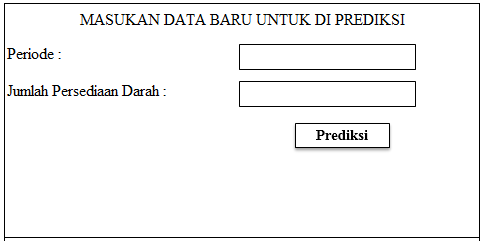 MASUKAN DATA BARU UNTUK DI PREDIKSI
Periode :
Jumlah Persediaan Darah :
Prediksi